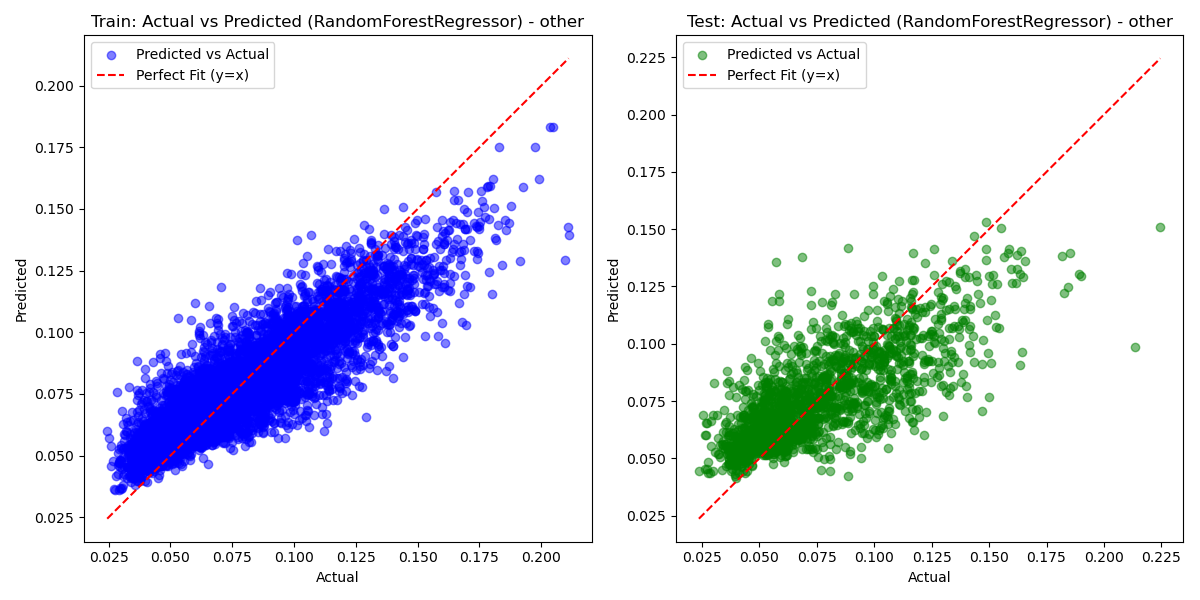 Train: Actual vs Predicted (RandomForestRegressor) - other
Predicted vs Actual
Perfect Fit (y=x)
0.200
0.175
0.150
0.125
0.100
0.075
0.050
0.025
Predicted
0.025 0.050 0.075 0.100 0.125 0.150 0.175 0.200
Actual
Test: Actual vs Predicted (RandomForestRegressor) - other
Predicted vs Actual
Perfect Fit (y=x)
0.225
0.200
0.175
0.150
0.125
0.100
0.075
0.050
0.025
Predicted
0.025 0.050 0.075 0.100 0.125 0.150 0.175 0.200 0.225
Actual